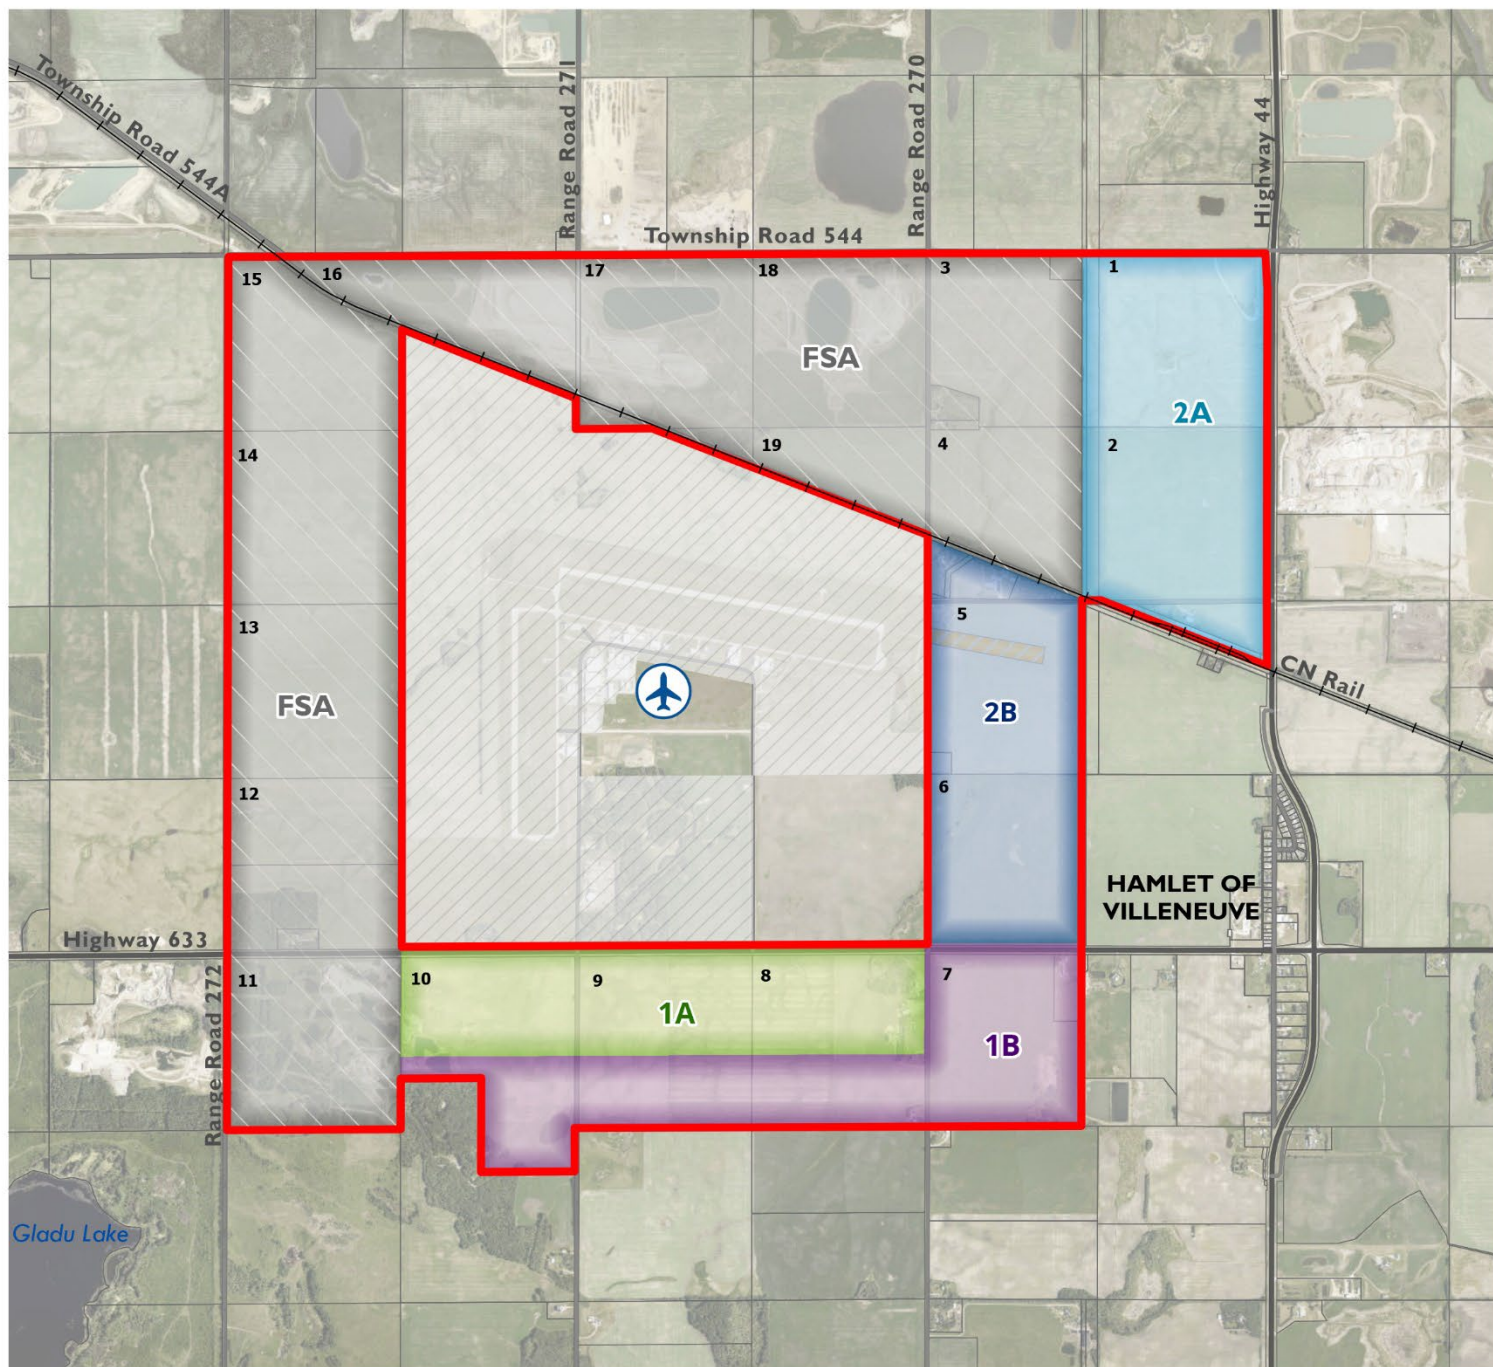 Township Road 544A
Range Road 271
Range Road 270
Highway 44
Township Road 544
15
16
17
18
3
1
FSA
2A
14
19
4
2
13
5
CN Rail
FSA
2B
12
6
HAMLET OF
VILLENEUVE
Highway 633
11
10
9
8
7
1A
1B
Range Road 272
Gladu Lake